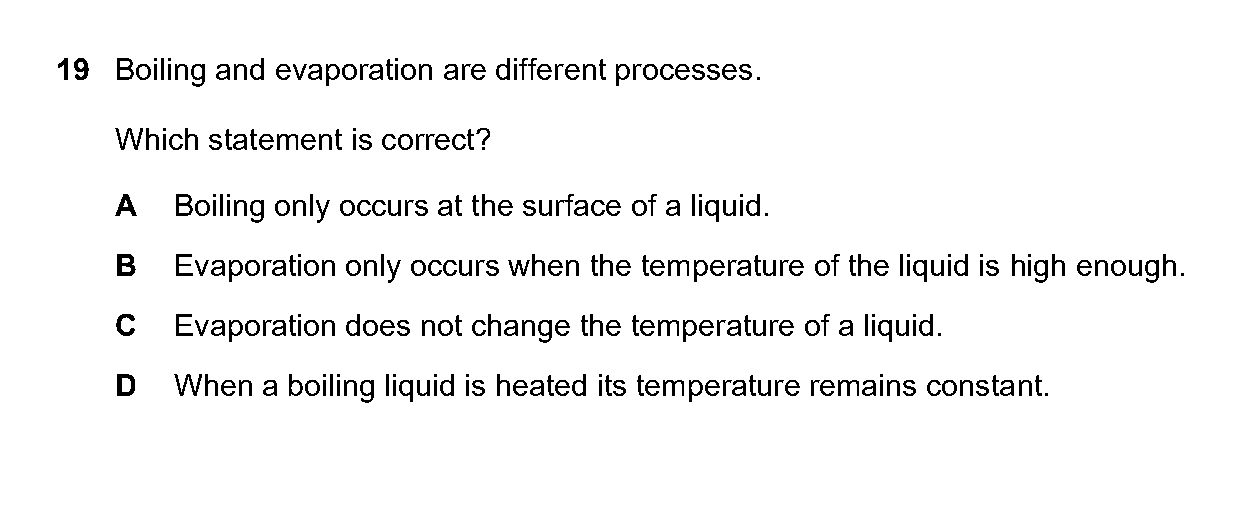 19 Boiling and evaporation are different processes.
Which statement is correct?
A Boiling only occurs at the surface of a liquid.
B Evaporation only occurs when the temperature of the liquid is high enough.
C Evaporation does not change the temperature of a liquid.
D When a boiling liquid is heated its temperature remains constant.